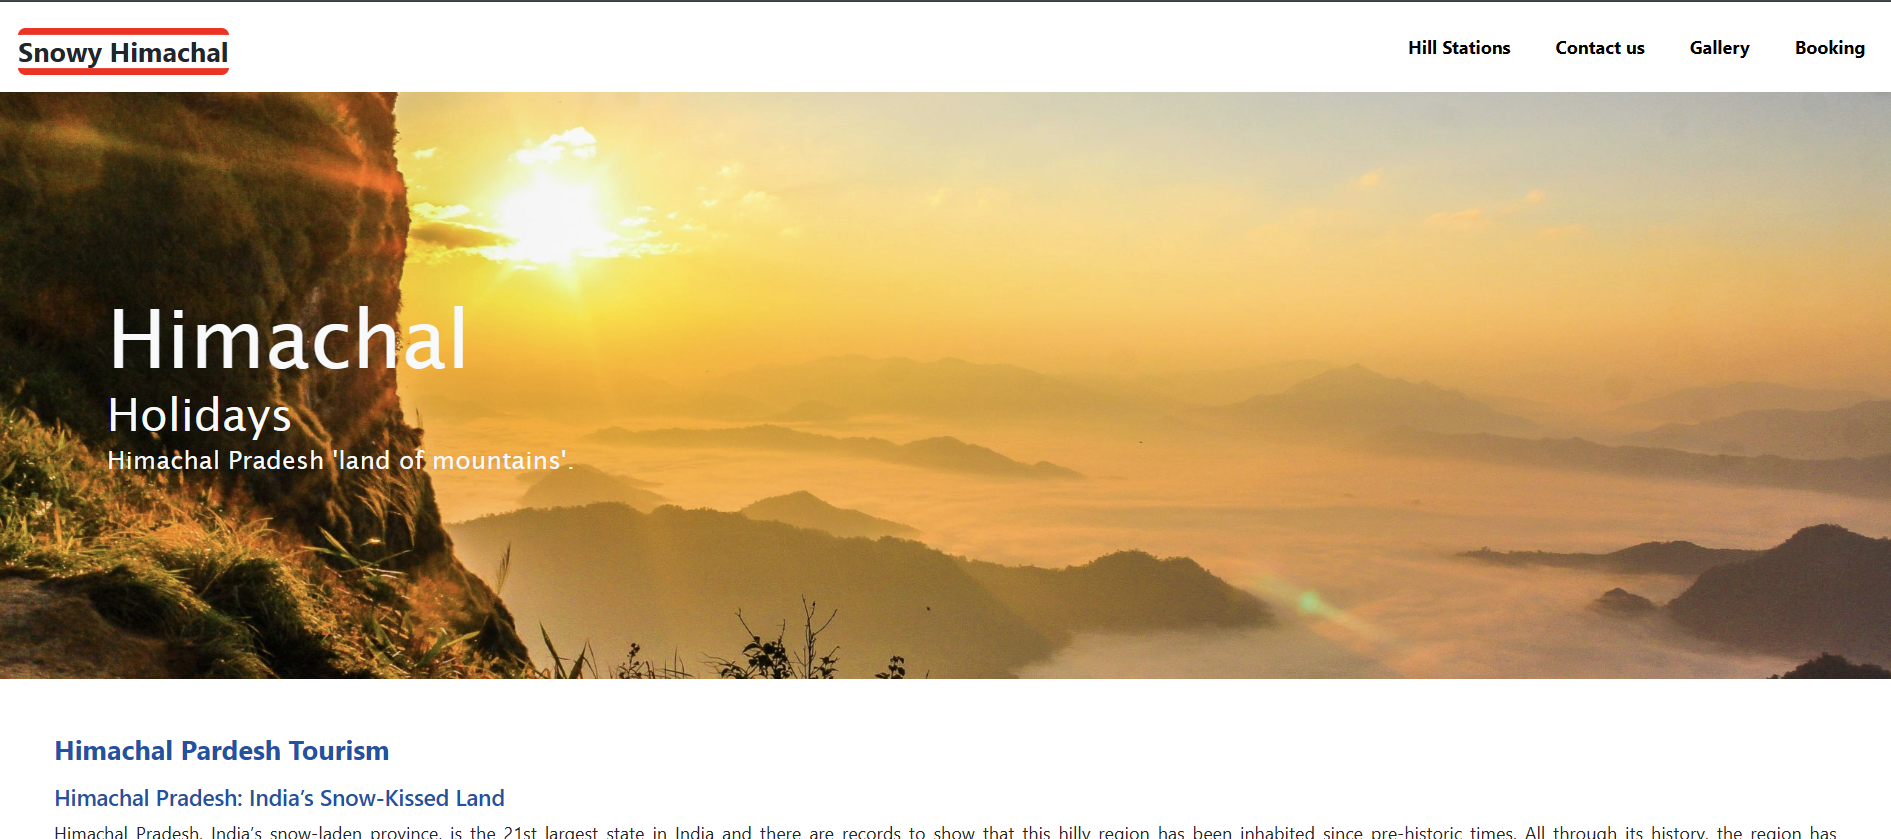 Snowy Himachal
Hill Stations
Contact us
Gallery
Booking
Himachal
Holidays
Himachal Pradesh 'land of mountains'.
Himachal Pardesh Tourism
Himachal Pradesh: India’s Snow-Kissed Land
Himachal Pradesh, India’s snow-laden province, is the 21st largest state in India and there are records to show that this hilly region has been inhabited since pre-historic times. All through its history, the region has